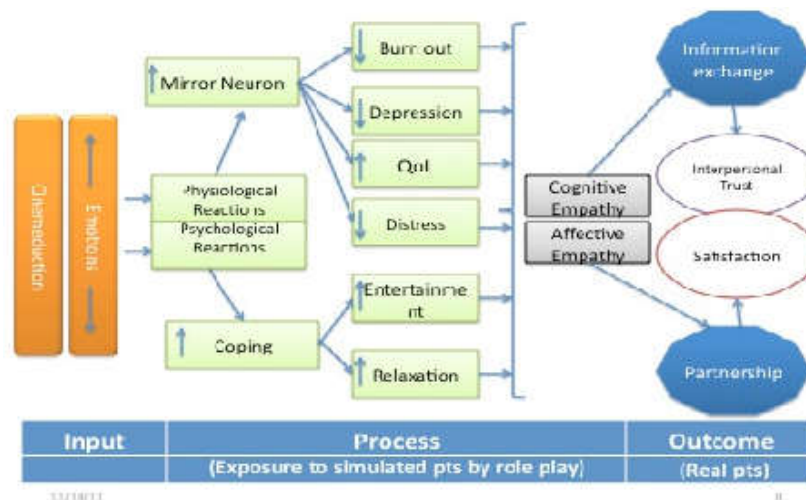 Burn out
Information
exchange
Mirror Neuron
Depression
Interpersonal
Trust
QoL
Physiological
Reactions
Psychological
Reactions
Cognitive
Empathy
Emotions
Distress
Affective
Empathy
Satisfaction
Entertainme
nt
Coping
Relaxation
Partnership
Input
Process
Outcome
(Exposure to simulated pts by role play)
(Real pts)